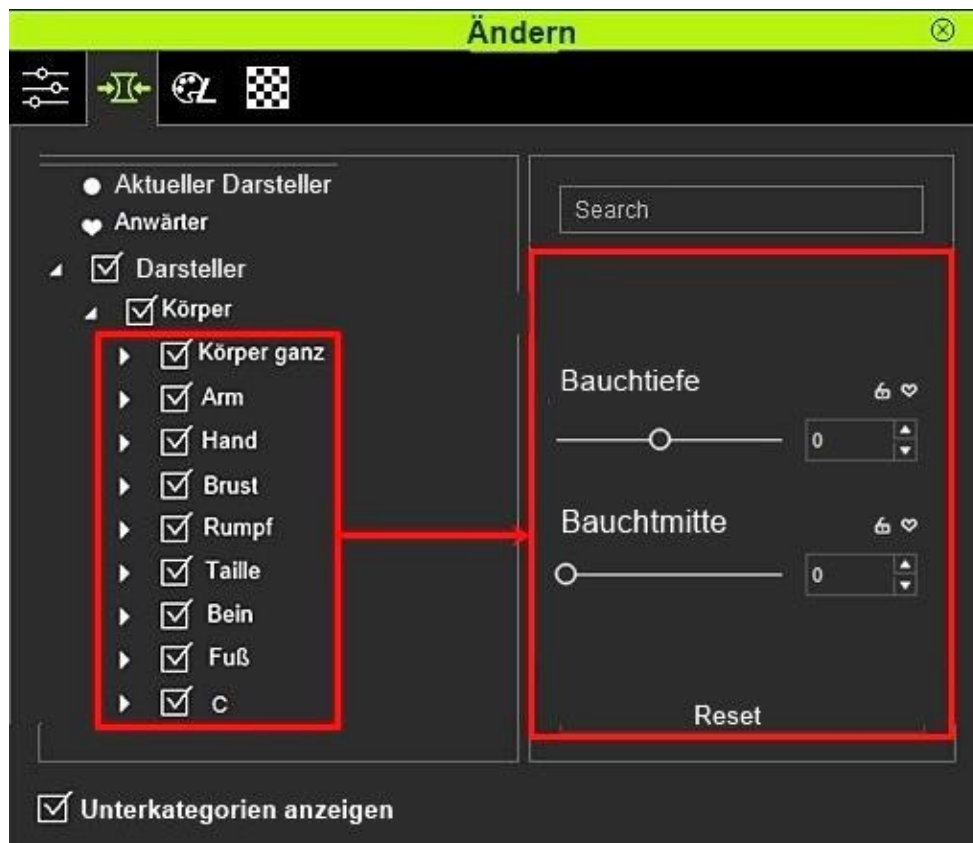 Ändern
Aktueller Darsteller
Anwärter
Darsteller
Körper
Körper ganz
Arm
Hand
Brust
Rumpf
Taille
Bein
Fuß
C
Unterkategorien anzeigen
Search
Bauchtiefe
0
Bauchtmitte
0
Reset